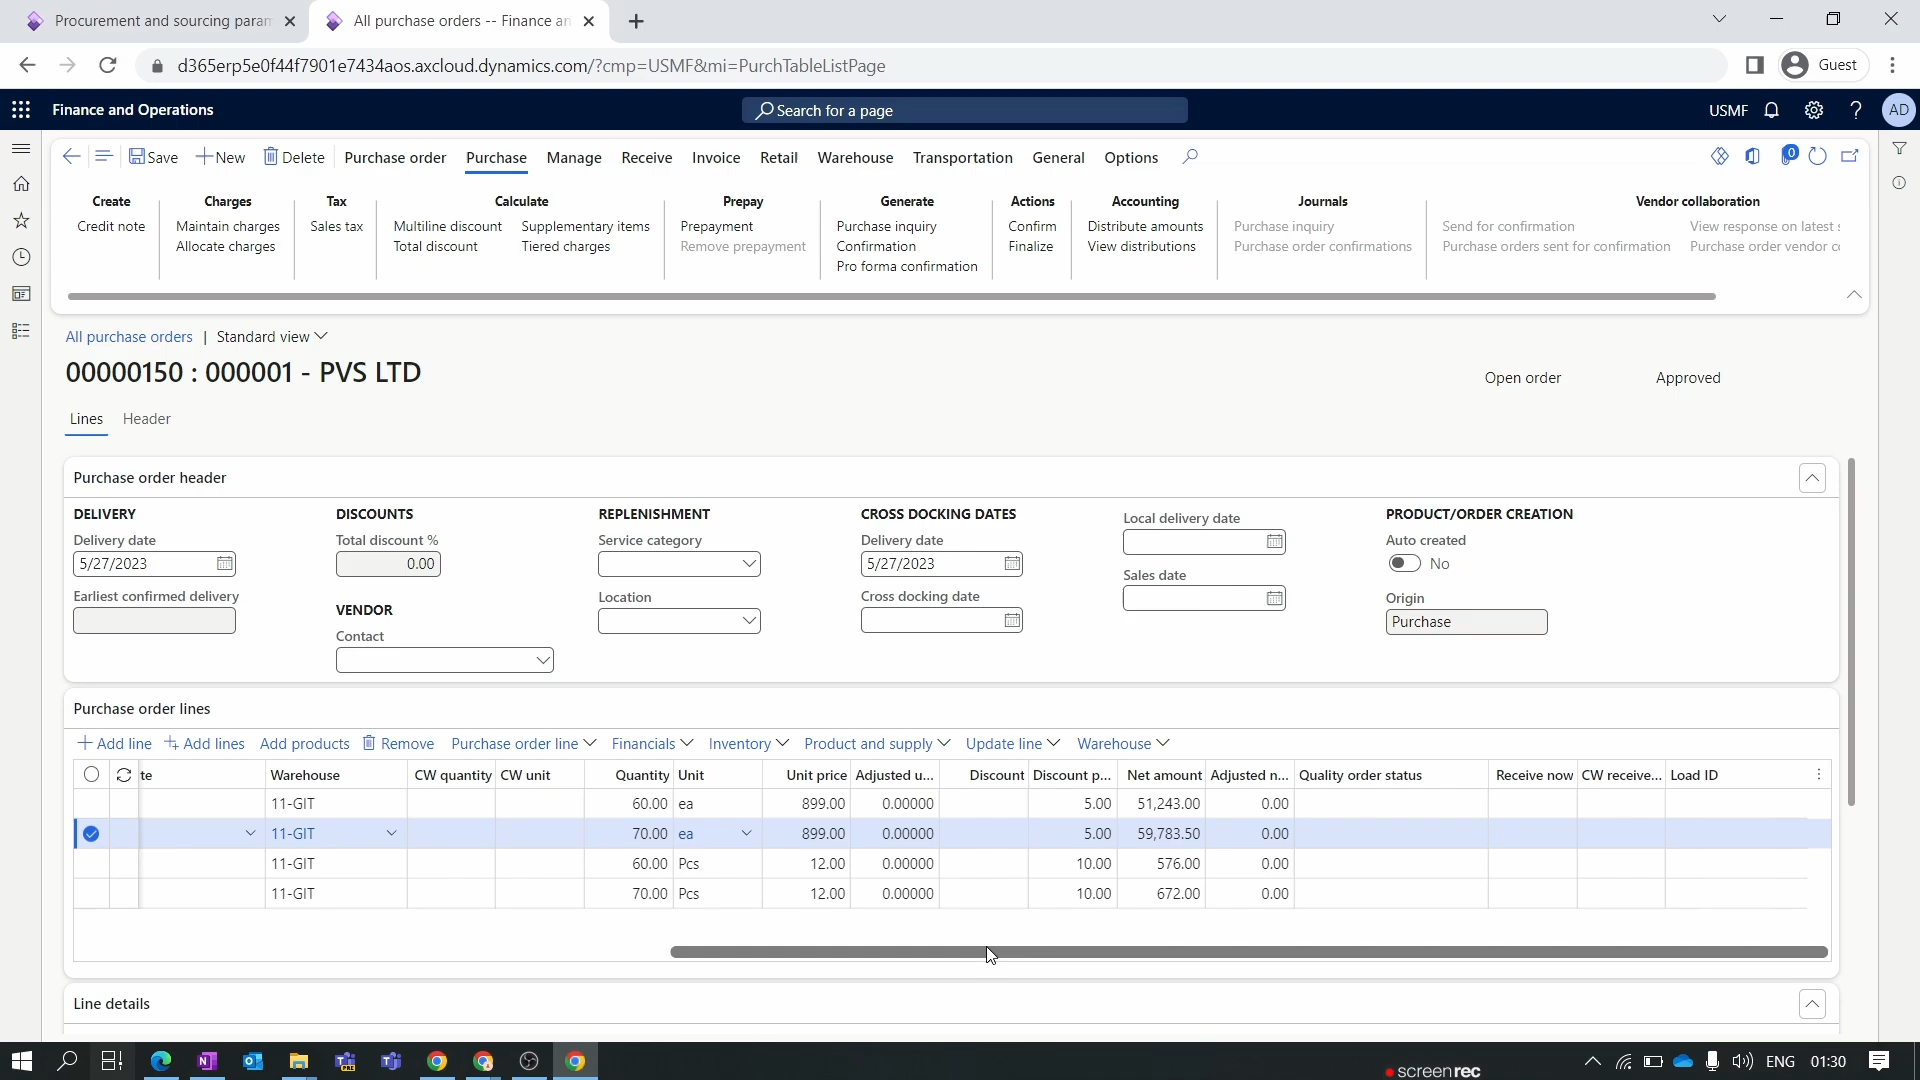 Procurement and sourcing param
All purchase orders -- Finance an
d365erp5e0f44f7901e7434aos.axcloud.dynamics.com/?cmp=USMF&mi=PurchTableListPage
Guest
Finance and Operations
Search for a page
USMF
AD
Save New Delete Purchase order Purchase Manage Receive Invoice Retail Warehouse Transportation General Options 0
Create Charges Tax Calculate Prepay Generate Actions Accounting Journals Vendor collaboration
Credit note Maintain charges Sales tax Multiline discount Supplementary items Prepayment Purchase inquiry Confirm Distribute amounts Purchase inquiry Send for confirmation View response on latest s
Allocate charges Total discount Tiered charges Remove prepayment Confirmation Finalize View distributions Purchase order confirmations Purchase orders sent for confirmation Purchase order vendor co
Pro forma confirmation
All purchase orders | Standard view
00000150 : 000001 - PVS LTD
Open order Approved
Lines Header
Purchase order header
DELIVERY
Delivery date
5/27/2023
Earliest confirmed delivery
DISCOUNTS
Total discount %
0.00
VENDOR
Contact
REPLENISHMENT
Service category
Location
CROSS DOCKING DATES
Delivery date
5/27/2023
Cross docking date
Local delivery date
Sales date
PRODUCT/ORDER CREATION
Auto created
No
Origin
Purchase
Purchase order lines
Add line Add lines Add products Remove Purchase order line Financials Inventory Product and supply Update line Warehouse
te Warehouse CW quantity CW unit Quantity Unit Unit price Adjusted u... Discount Discount p... Net amount Adjusted n... Quality order status Receive now CW receive... Load ID
11-GIT 60.00 ea 899.00 0.00000 5.00 51,243.00 0.00
11-GIT 70.00 ea 899.00 0.00000 5.00 59,783.50 0.00
11-GIT 60.00 Pcs 12.00 0.00000 10.00 576.00 0.00
11-GIT 70.00 Pcs 12.00 0.00000 10.00 672.00 0.00
Line details
ENG 01:30
screenrec